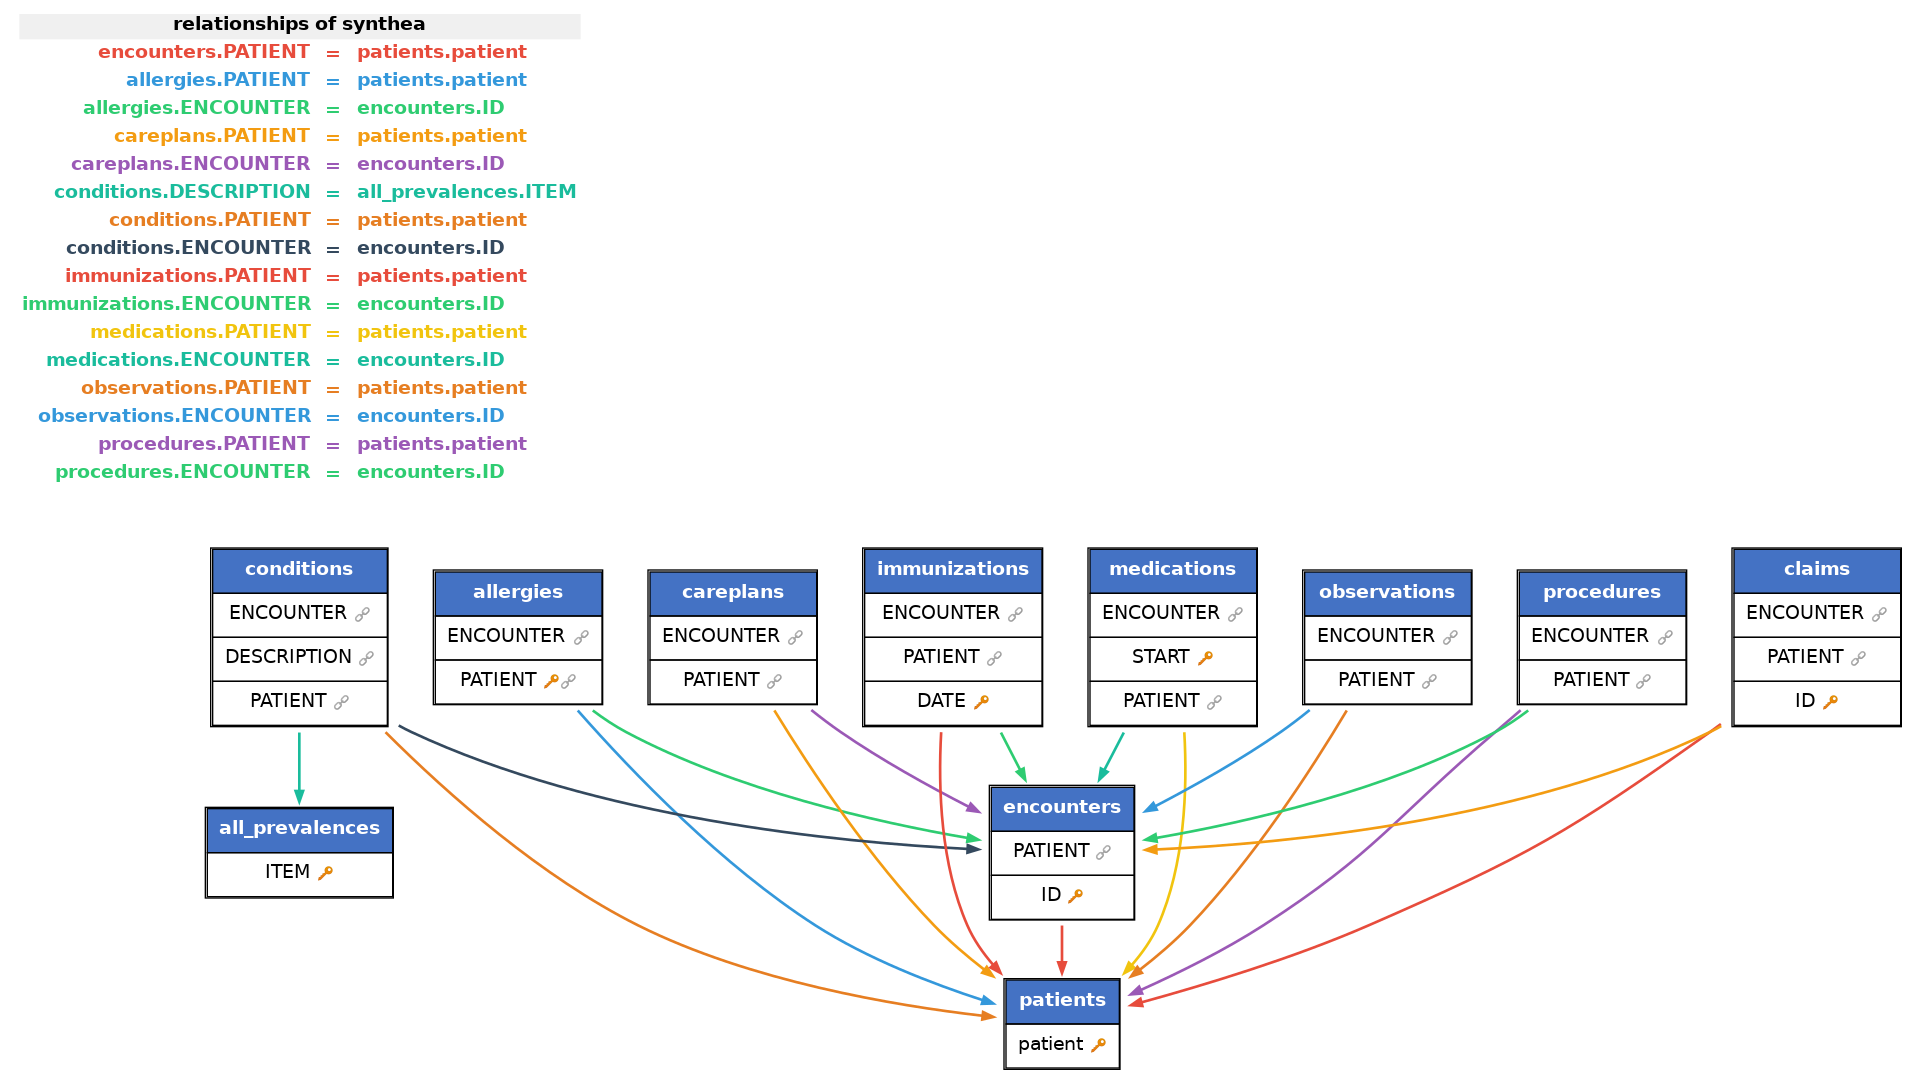 relationships of synthea
encounters.PATIENT = patients.patient
allergies.PATIENT = patients.patient
allergies.ENCOUNTER = encounters.ID
careplans.PATIENT = patients.patient
careplans.ENCOUNTER = encounters.ID
conditions.DESCRIPTION = all_prevalences.ITEM
conditions.PATIENT = patients.patient
conditions.ENCOUNTER = encounters.ID
immunizations.PATIENT = patients.patient
immunizations.ENCOUNTER = encounters.ID
medications.PATIENT = patients.patient
medications.ENCOUNTER = encounters.ID
observations.PATIENT = patients.patient
observations.ENCOUNTER = encounters.ID
procedures.PATIENT = patients.patient
procedures.ENCOUNTER = encounters.ID
conditions
ENCOUNTER
DESCRIPTION
PATIENT
allergies
ENCOUNTER
PATIENT
careplans
ENCOUNTER
PATIENT
immunizations
ENCOUNTER
PATIENT
DATE
medications
ENCOUNTER
START
PATIENT
observations
ENCOUNTER
PATIENT
procedures
ENCOUNTER
PATIENT
claims
ENCOUNTER
PATIENT
ID
all_prevalences
ITEM
encounters
PATIENT
ID
patients
patient